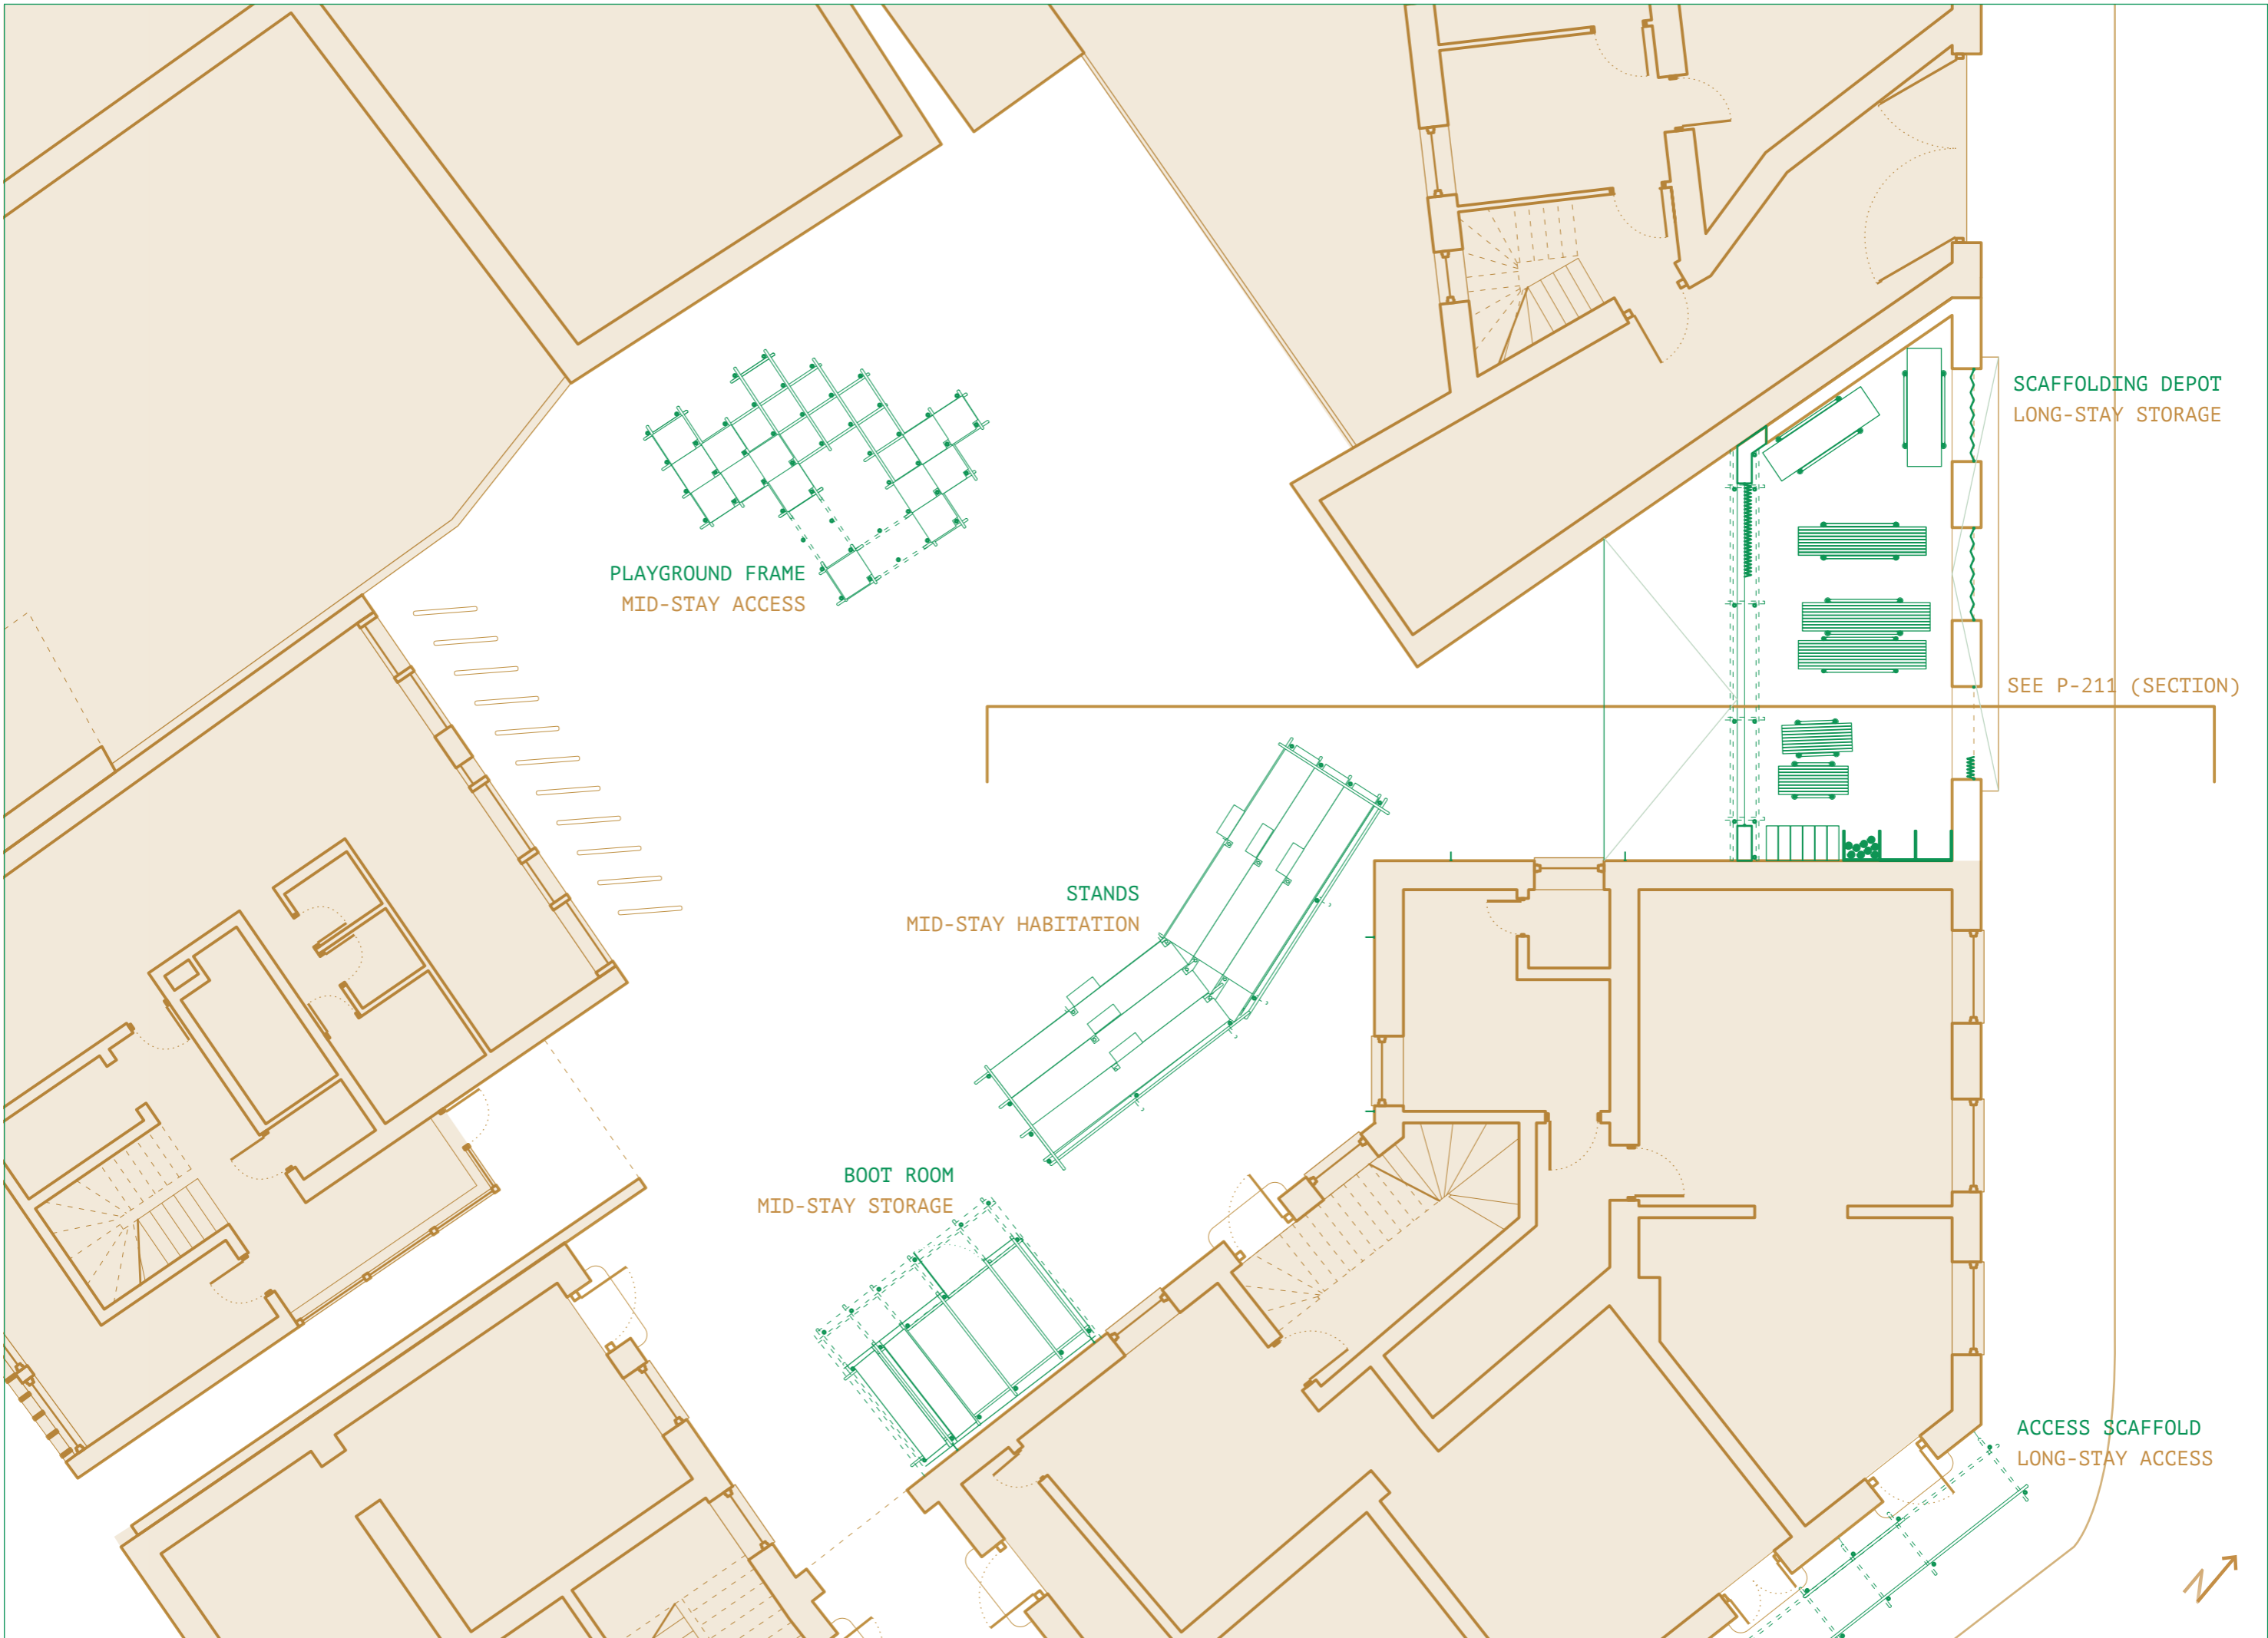 SCAFFOLDING DEPOT
LONG-STAY STORAGE
PLAYGROUND FRAME
MID-STAY ACCESS
SEE P-211 (SECTION)
STANDS
MID-STAY HABITATION
BOOT ROOM
MID-STAY STORAGE
ACCESS SCAFFOLD
LONG-STAY ACCESS